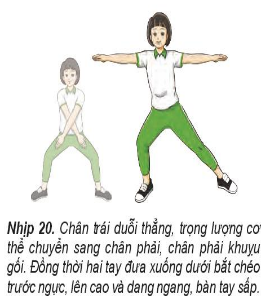 Nhịp 20. Chân trái duỗi thẳng, trọng lượng cơ
thể chuyển sang chân phải, chân phải khuỵu
gối. Đồng thời hai tay đưa xuống dưới bắt chéo
trước ngực, lên cao và dang ngang, bàn tay sấp.